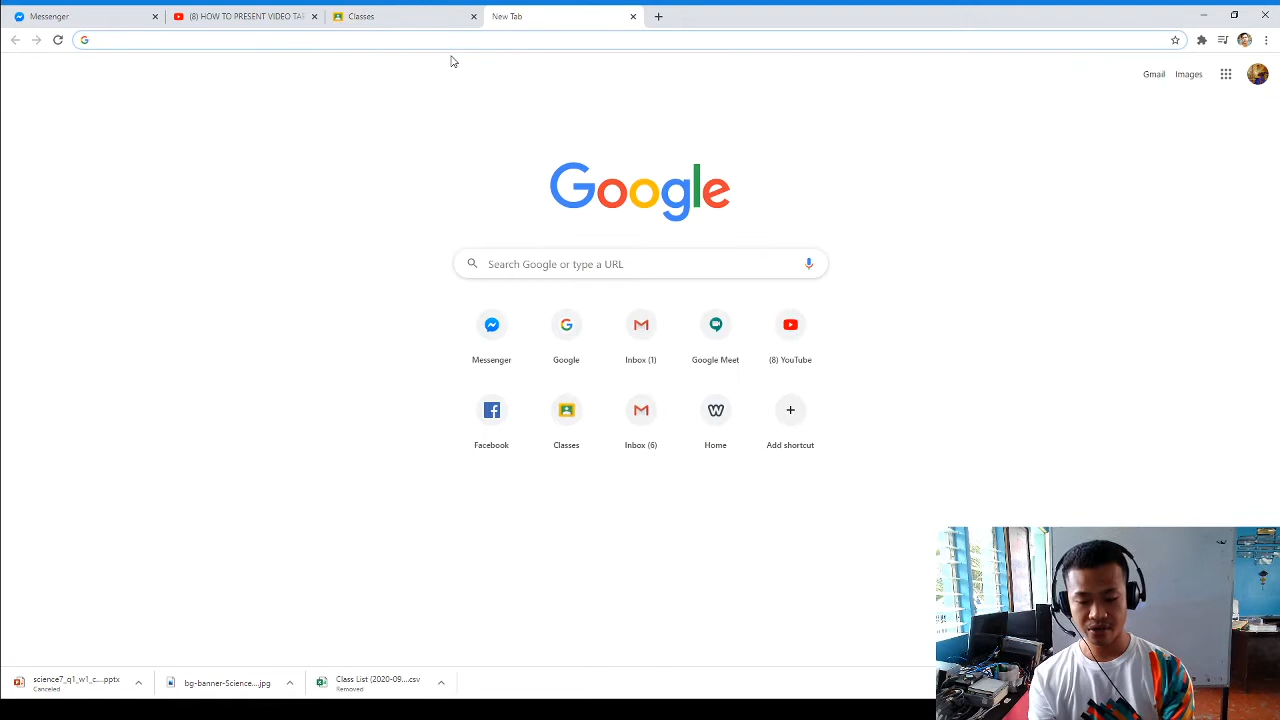 Messenger
(8) HOW TO PRESENT VIDEO TA
Classes
New Tab
Gmail
Images
Google
Search Google or type a URL
Messenger
Google
Inbox (1)
Google Meet
(8) YouTube
Facebook
Classes
Inbox (6)
Home
Add shortcut
science7_q1_w1_c....pptx
Canceled
bg-banner-Science....jpg
Class List (2020-09....csv
Removed